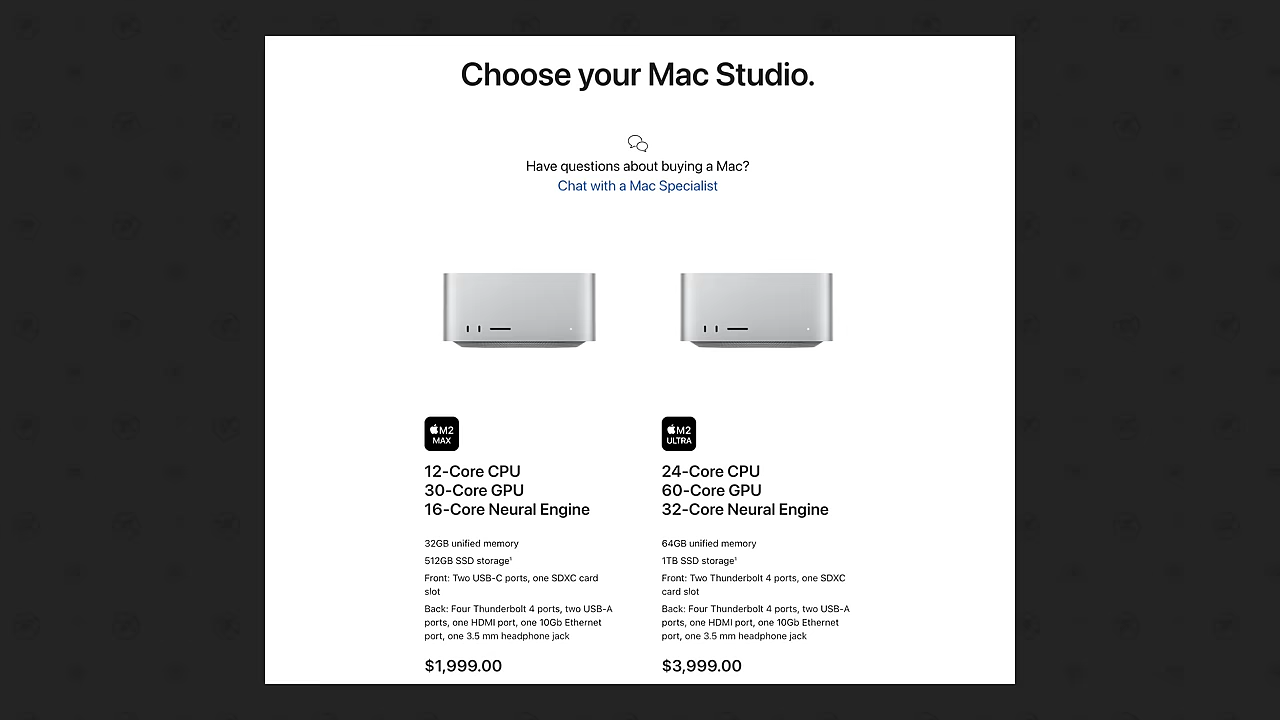 Choose your Mac Studio.
Have questions about buying a Mac?
Chat with a Mac Specialist
M2
MAX
12-Core CPU
30-Core GPU
16-Core Neural Engine
32GB unified memory
512GB SSD storage¹
Front: Two USB-C ports, one SDXC card
slot
Back: Four Thunderbolt 4 ports, two USB-A
ports, one HDMI port, one 10Gb Ethernet
port, one 3.5 mm headphone jack
$1,999.00
M2
ULTRA
24-Core CPU
60-Core GPU
32-Core Neural Engine
64GB unified memory
1TB SSD storage¹
Front: Two Thunderbolt 4 ports, one SDXC
card slot
Back: Four Thunderbolt 4 ports, two USB-A
ports, one HDMI port, one 10Gb Ethernet
port, one 3.5 mm headphone jack
$3,999.00